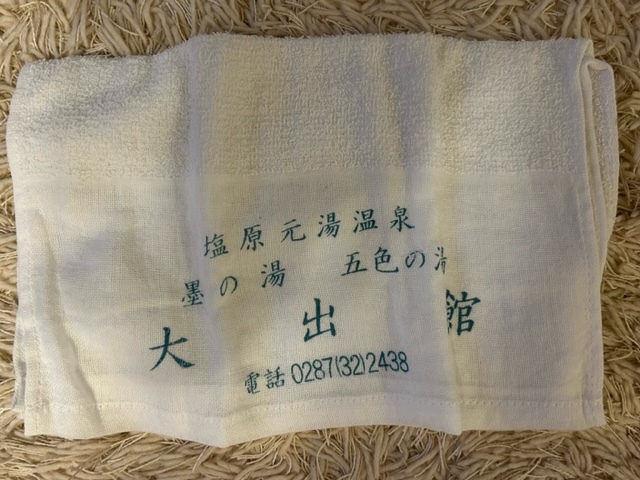 塩原元湯温泉
墨の湯 五色の湯
大出館
電話 0287(32)2438